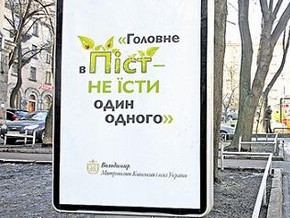 «Головне
в Піст –
не їсти
один
одного»
Володимир,
Митрополит Київський і всієї України